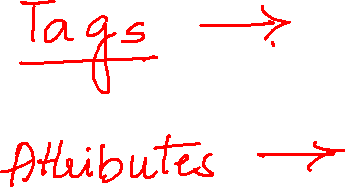 Tags →
Attributes →